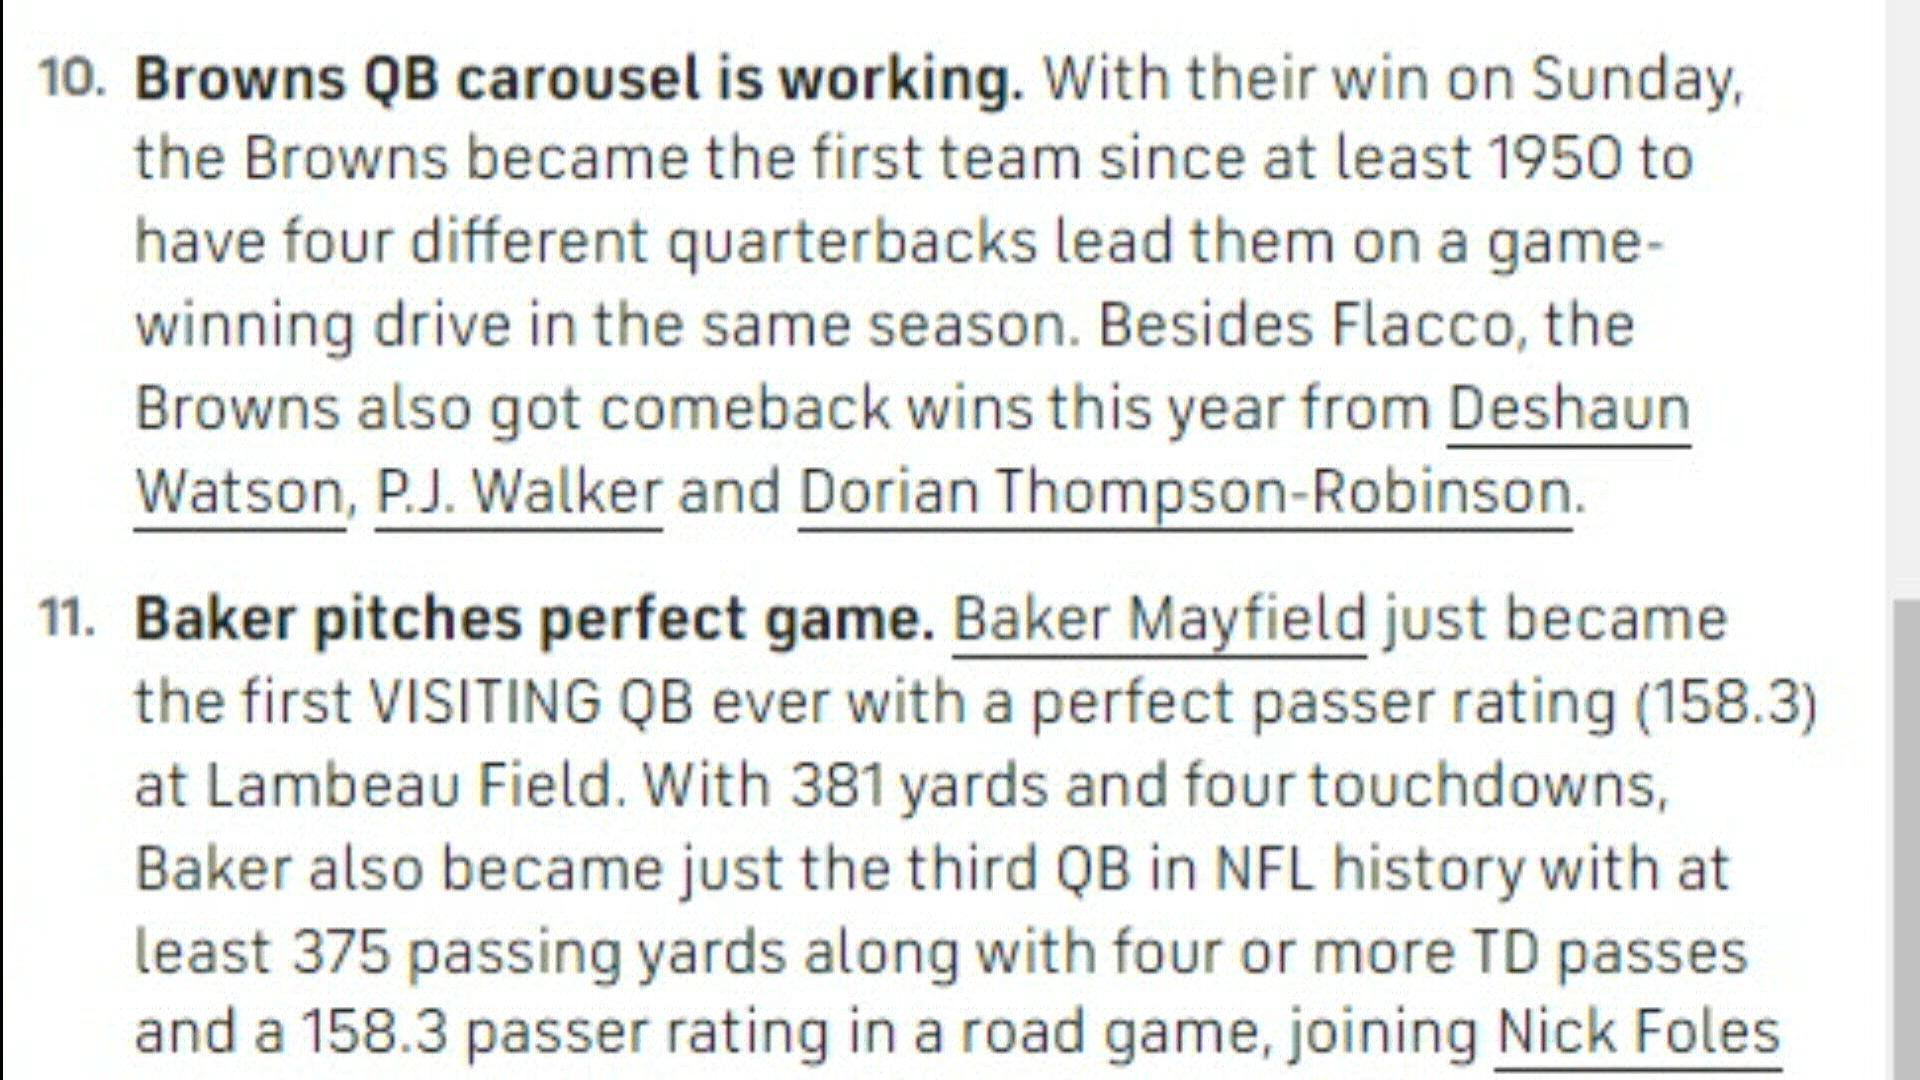 10. Browns QB carousel is working. With their win on Sunday,
the Browns became the first team since at least 1950 to
have four different quarterbacks lead them on a game-
winning drive in the same season. Besides Flacco, the
Browns also got comeback wins this year from Deshaun
Watson, P.J. Walker and Dorian Thompson-Robinson.
11. Baker pitches perfect game. Baker Mayfield just became
the first VISITING QB ever with a perfect passer rating (158.3)
at Lambeau Field. With 381 yards and four touchdowns,
Baker also became just the third QB in NFL history with at
least 375 passing yards along with four or more TD passes
and a 158.3 passer rating in a road game, joining Nick Foles